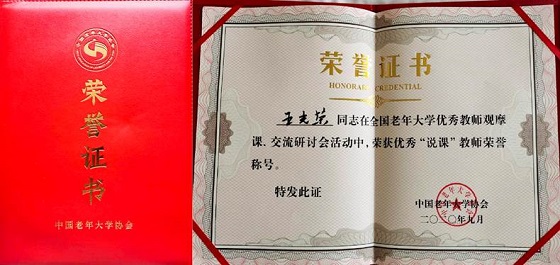 荣
誉
证
书
中国老年大学协会
荣誉证书
HONORARY CREDENTIAL
王志荣 同志在全国老年大学优秀教师观摩
课、交流研讨会活动中，荣获优秀“说课”教师荣誉
称号。
特发此证
中国老年大学协会
二〇二〇年九月